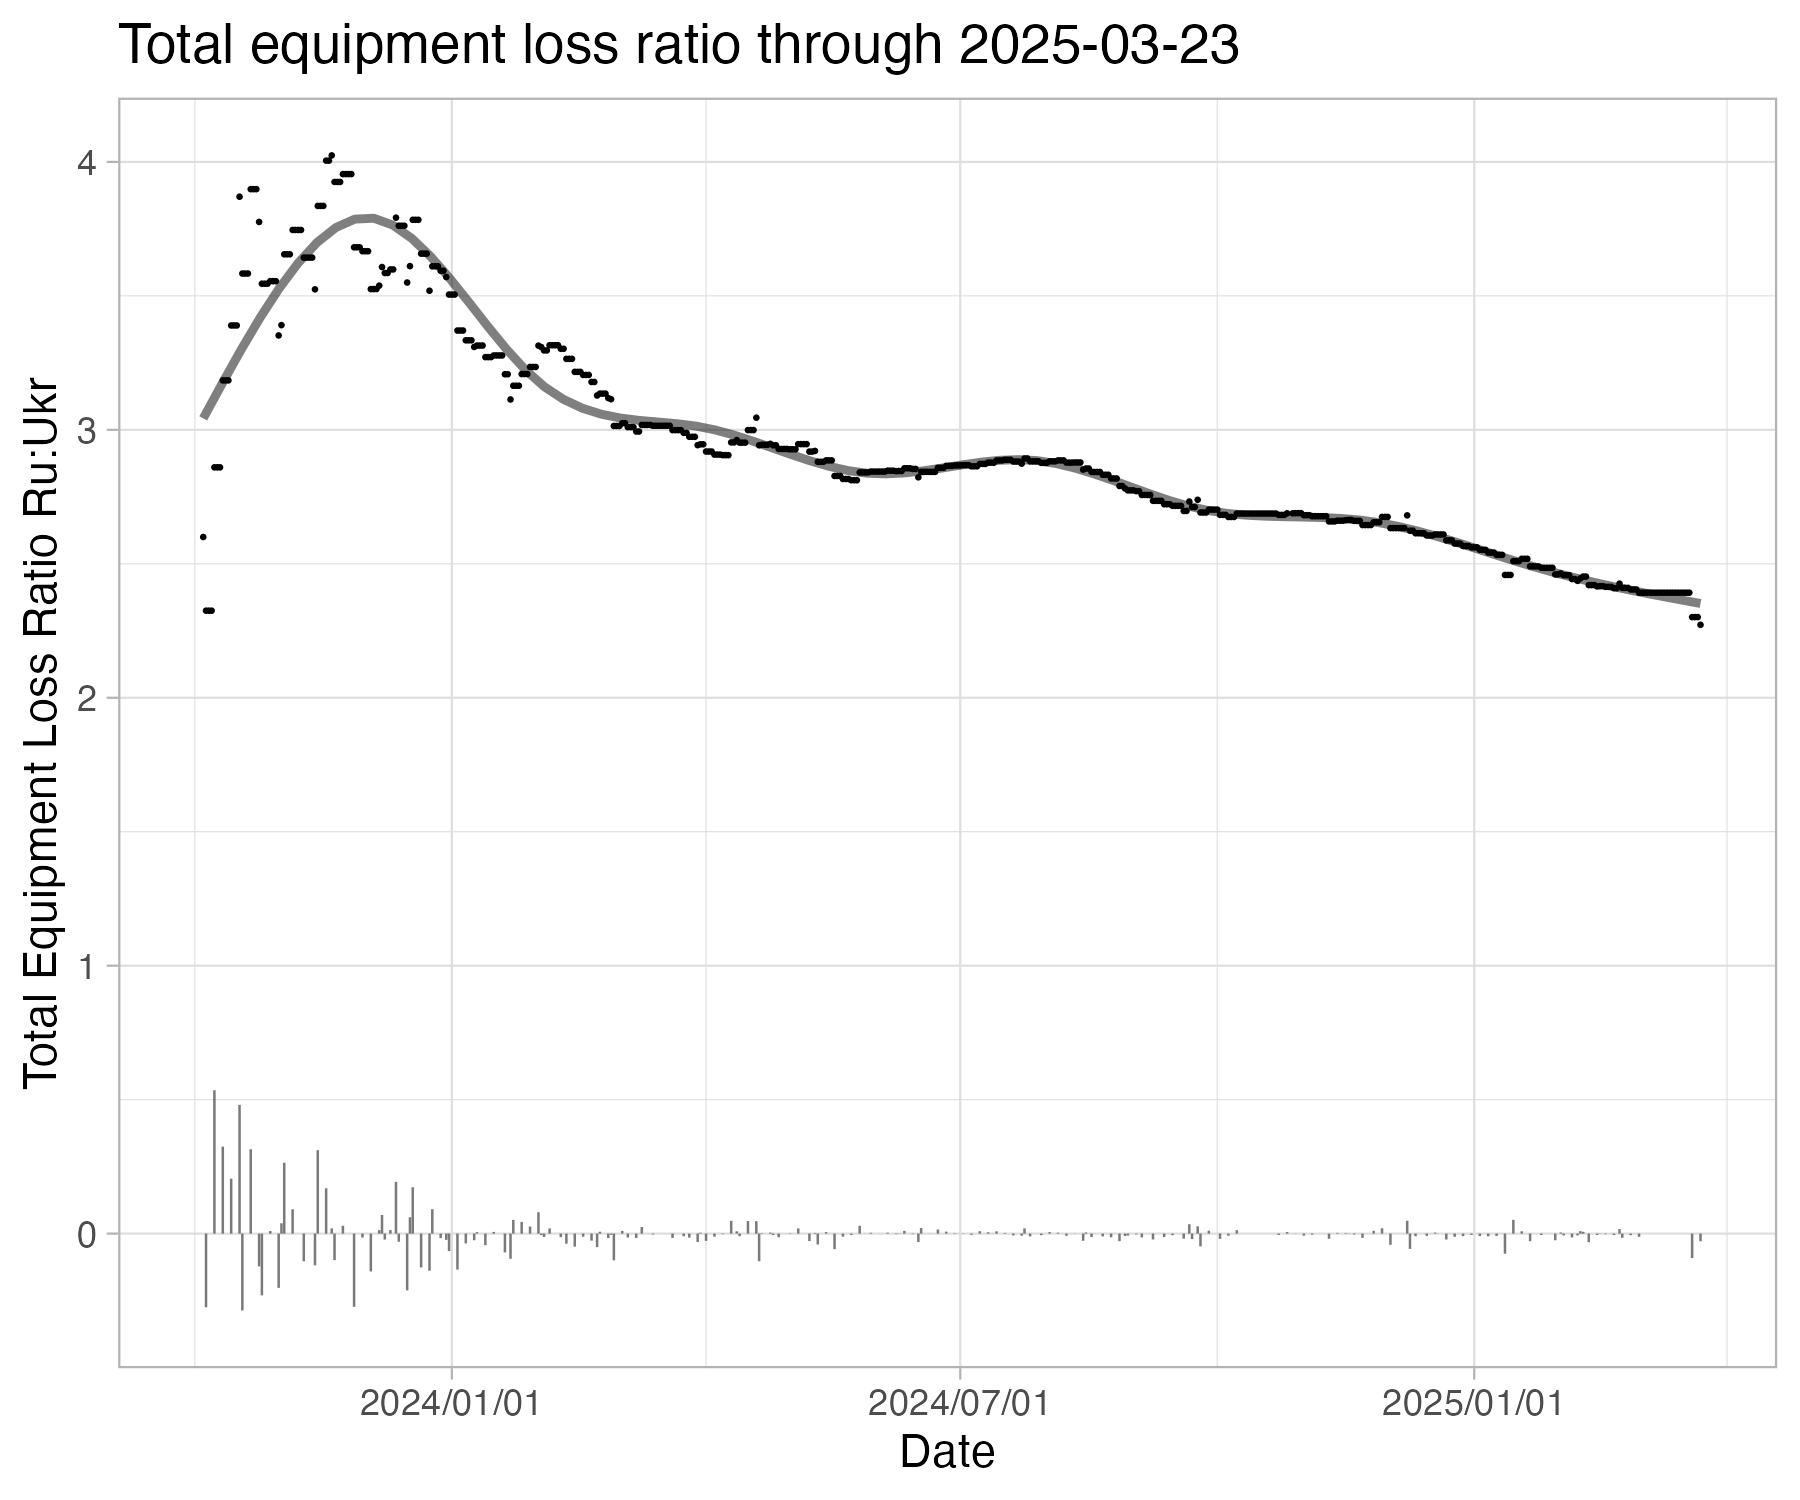 Total equipment loss ratio through 2025-03-23
Total Equipment Loss Ratio Ru:Ukr
4
3
2
1
0
2024/01/01
2024/07/01
2025/01/01
Date